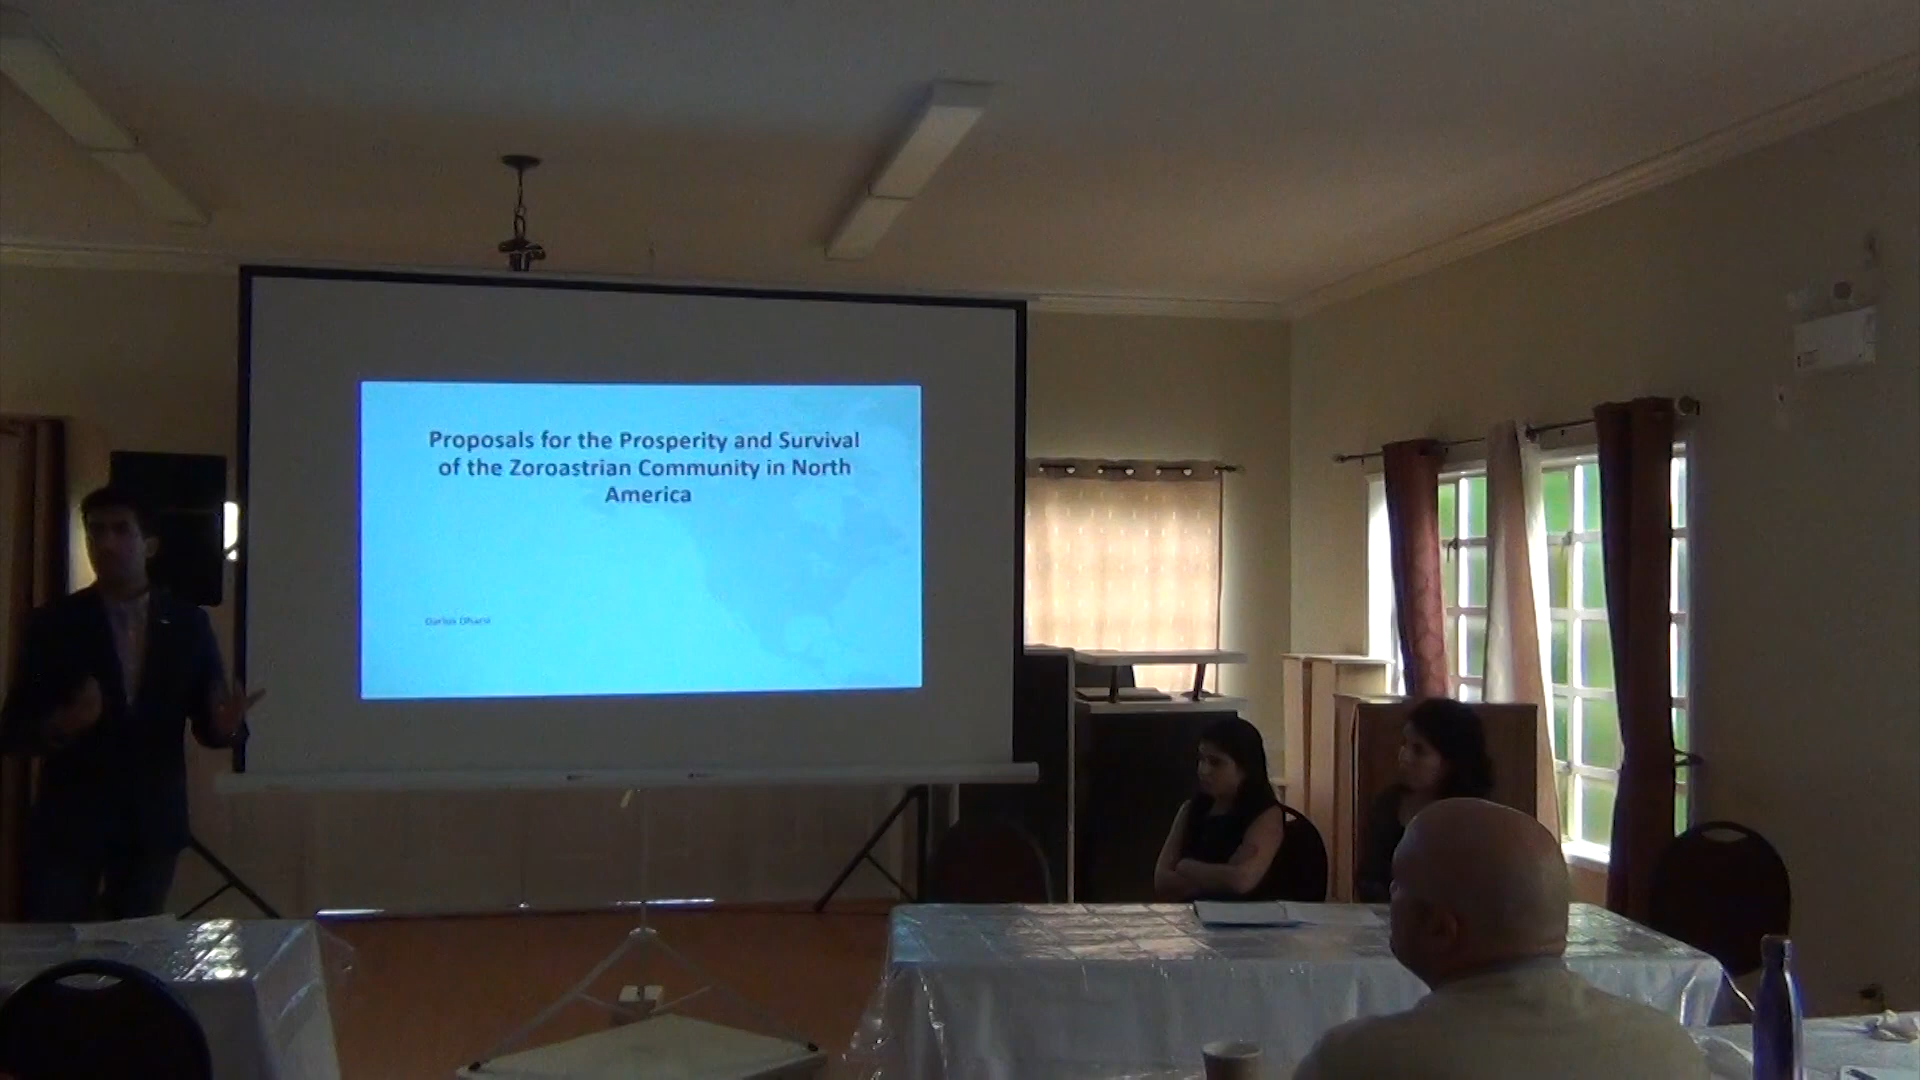 Proposals for the Prosperity and Survival
of the Zoroastrian Community in North
America